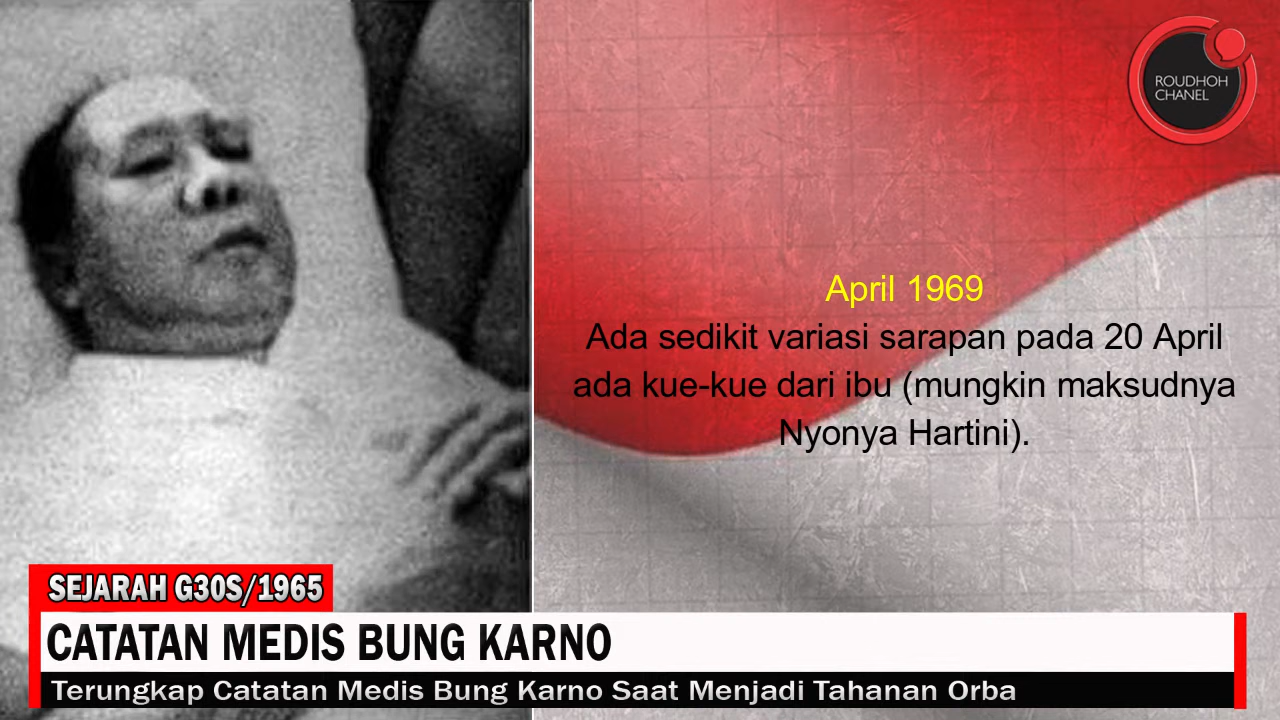 ROUDHOH
CHANEL
April 1969
Ada sedikit variasi sarapan pada 20 April
ada kue-kue dari ibu (mungkin maksudnya
Nyonya Hartini).
SEJARAH G30S/1965
CATATAN MEDIS BUNG KARNO
Terungkap Catatan Medis Bung Karno Saat Menjadi Tahanan Orba